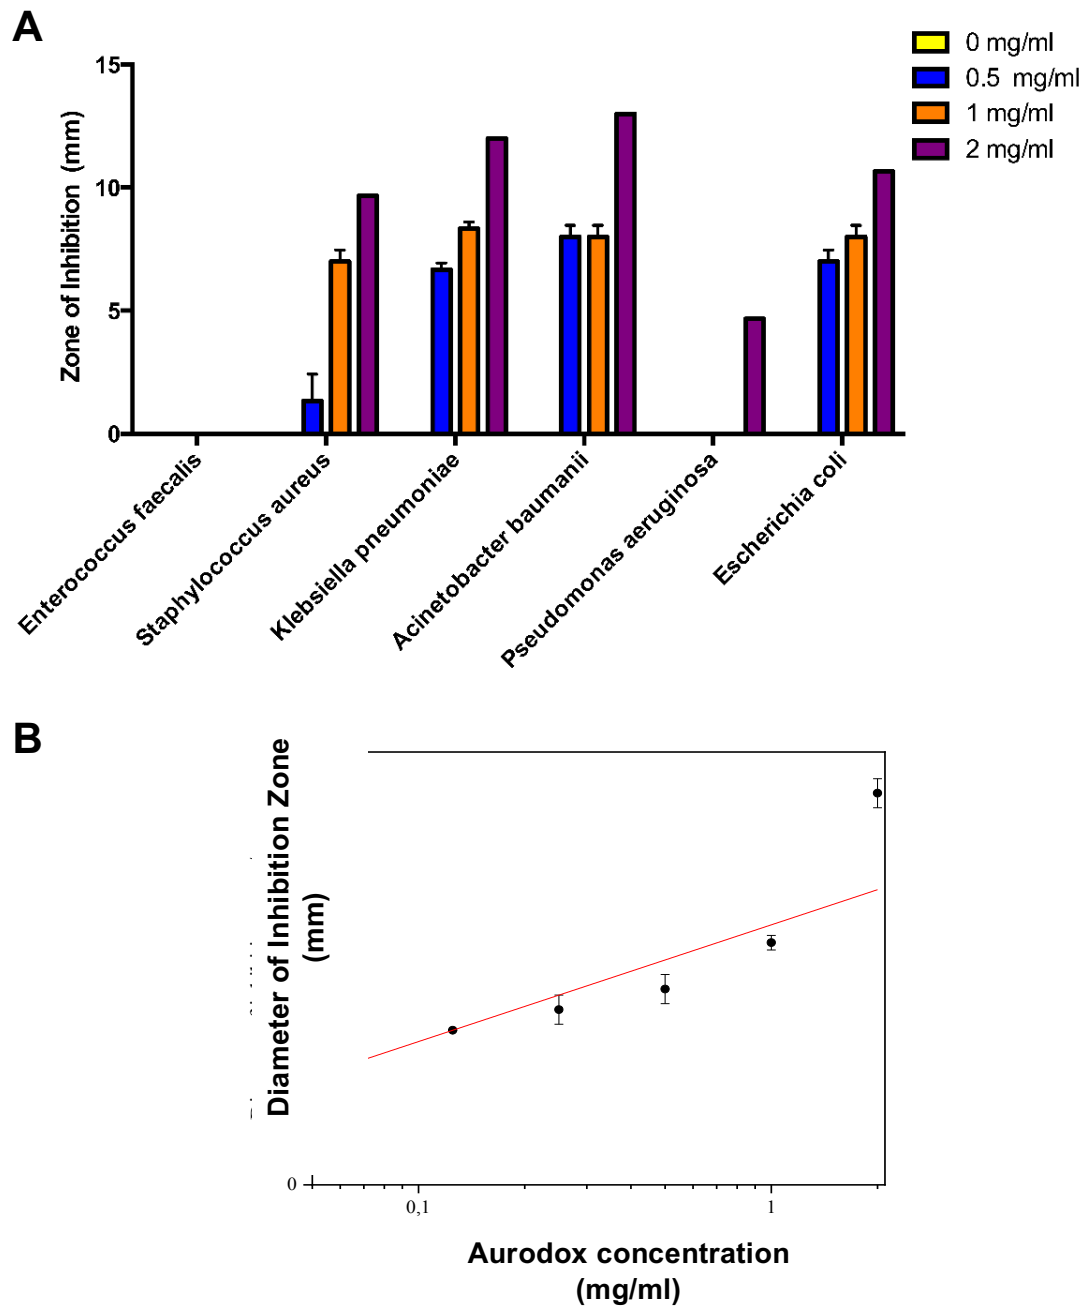 A
0 mg/ml
0.5 mg/ml
1 mg/ml
2 mg/ml
15
10
5
0
Zone of Inhibition (mm)
Enterococcus faecalis
Staphylococcus aureus
Klebsiella pneumoniae
Acinetobacter baumanii
Pseudomonas aeruginosa
Escherichia coli
B
Diameter of Inhibition Zone
(mm)
0
0,1
1
Aurodox concentration
(mg/ml)